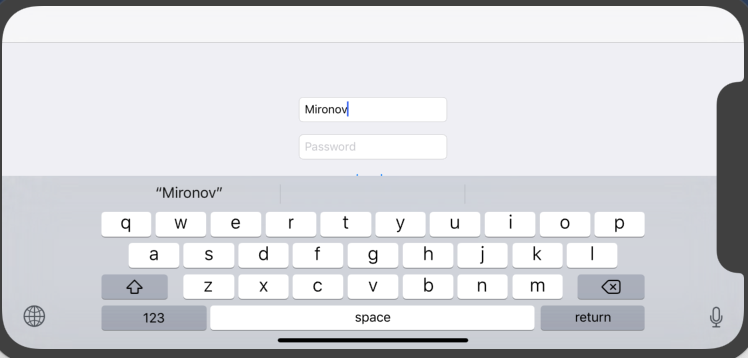 Mironov
Password
“Mironov”
q w e r t y u i o p
a s d f g h j k l
z x c v b n m
123 space return